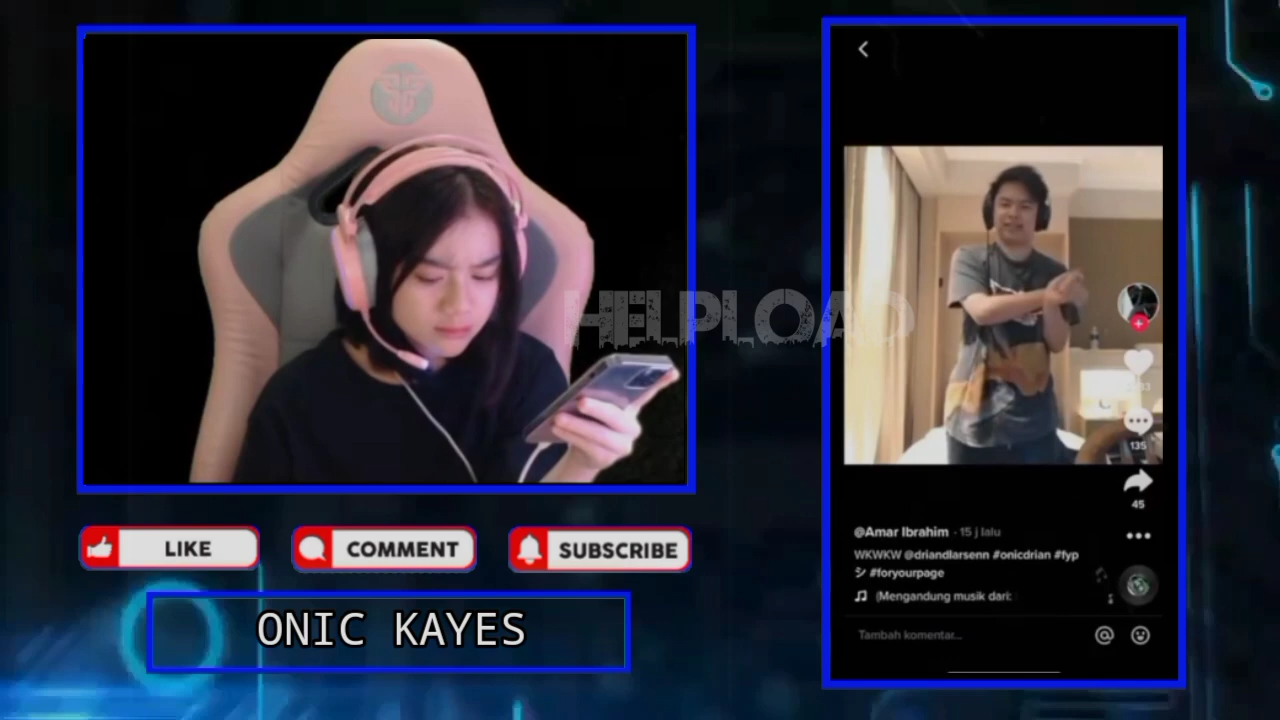 HELPLOAD
LIKE
COMMENT
SUBSCRIBE
ONIC KAYES
135
45
@Amar Ibrahim · 15 j lalu
WKWKW @driandlarsenn #onicdrian #fyp
シ #foryourpage
(Mengandung musik dari:
Tambah komentar...